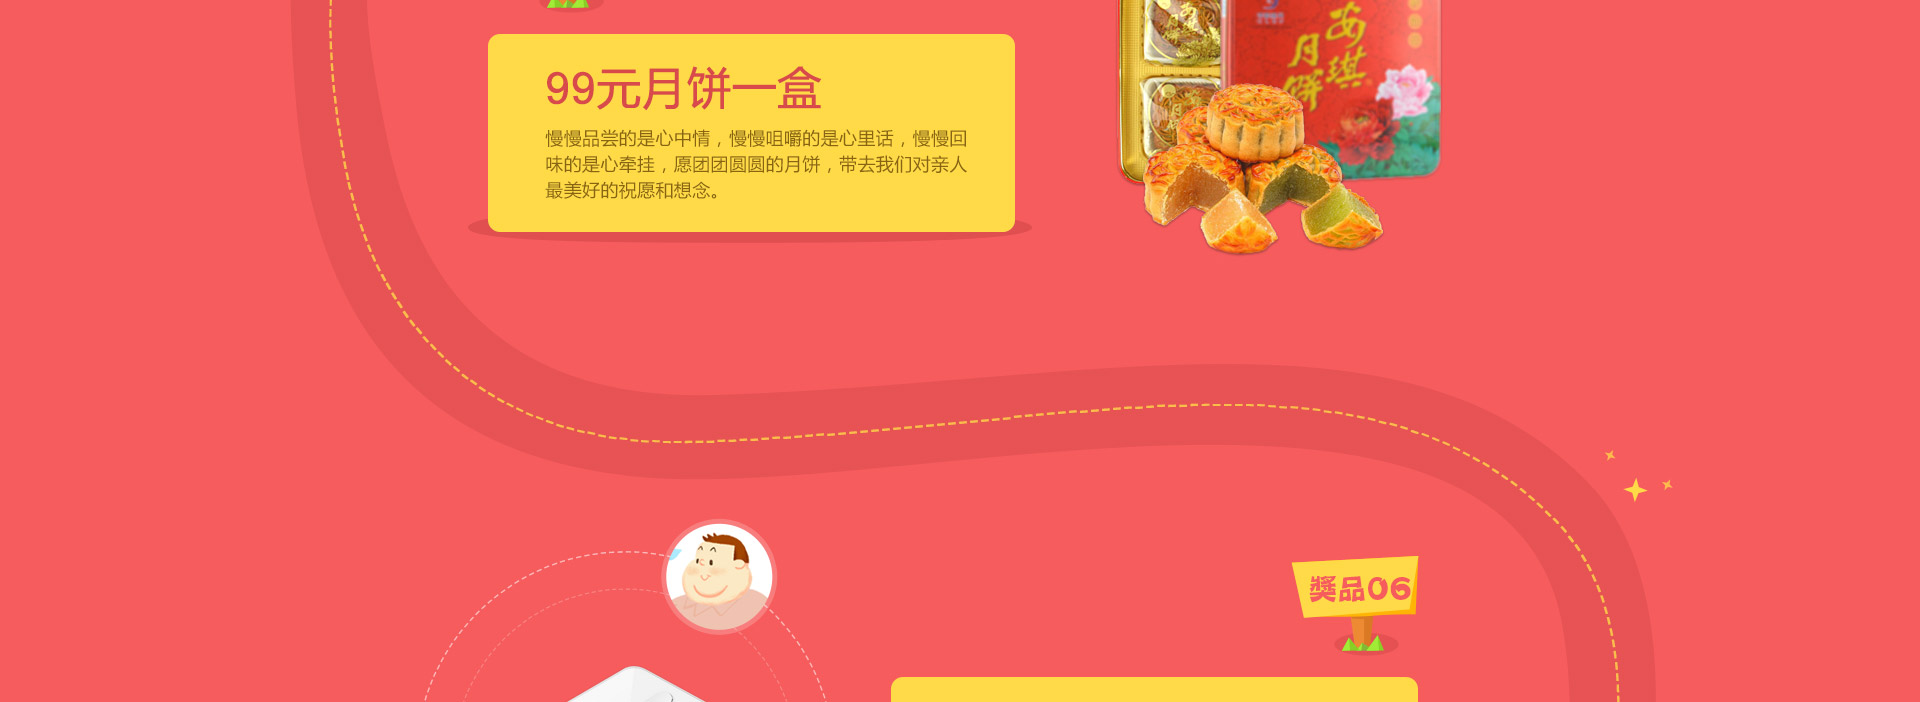 安琪
月饼
99元月饼一盒
慢慢品尝的是心中情，慢慢咀嚼的是心里话，慢慢回
味的是心牵挂，愿团团圆圆的月饼，带去我们对亲人
最美好的祝愿和想念。
奖品06